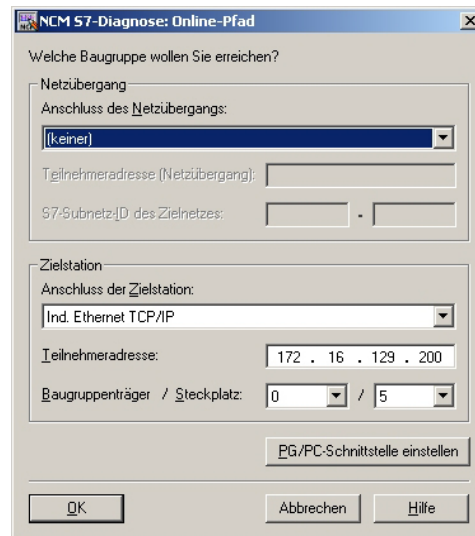 NCM S7-Diagnose: Online-Pfad
Welche Baugruppe wollen Sie erreichen?
Netzübergang
Anschluss des Netzübergangs:
(keiner)
Teilnehmeradresse (Netzübergang):
S7-Subnetz-ID des Zielnetzes: -
Zielstation
Anschluss der Zielstation:
Ind. Ethernet TCP/IP
Teilnehmeradresse: 172 . 16 . 129 . 200
Baugruppenträger / Steckplatz: 0 / 5
PG/PC-Schnittstelle einstellen
OK Abbrechen Hilfe